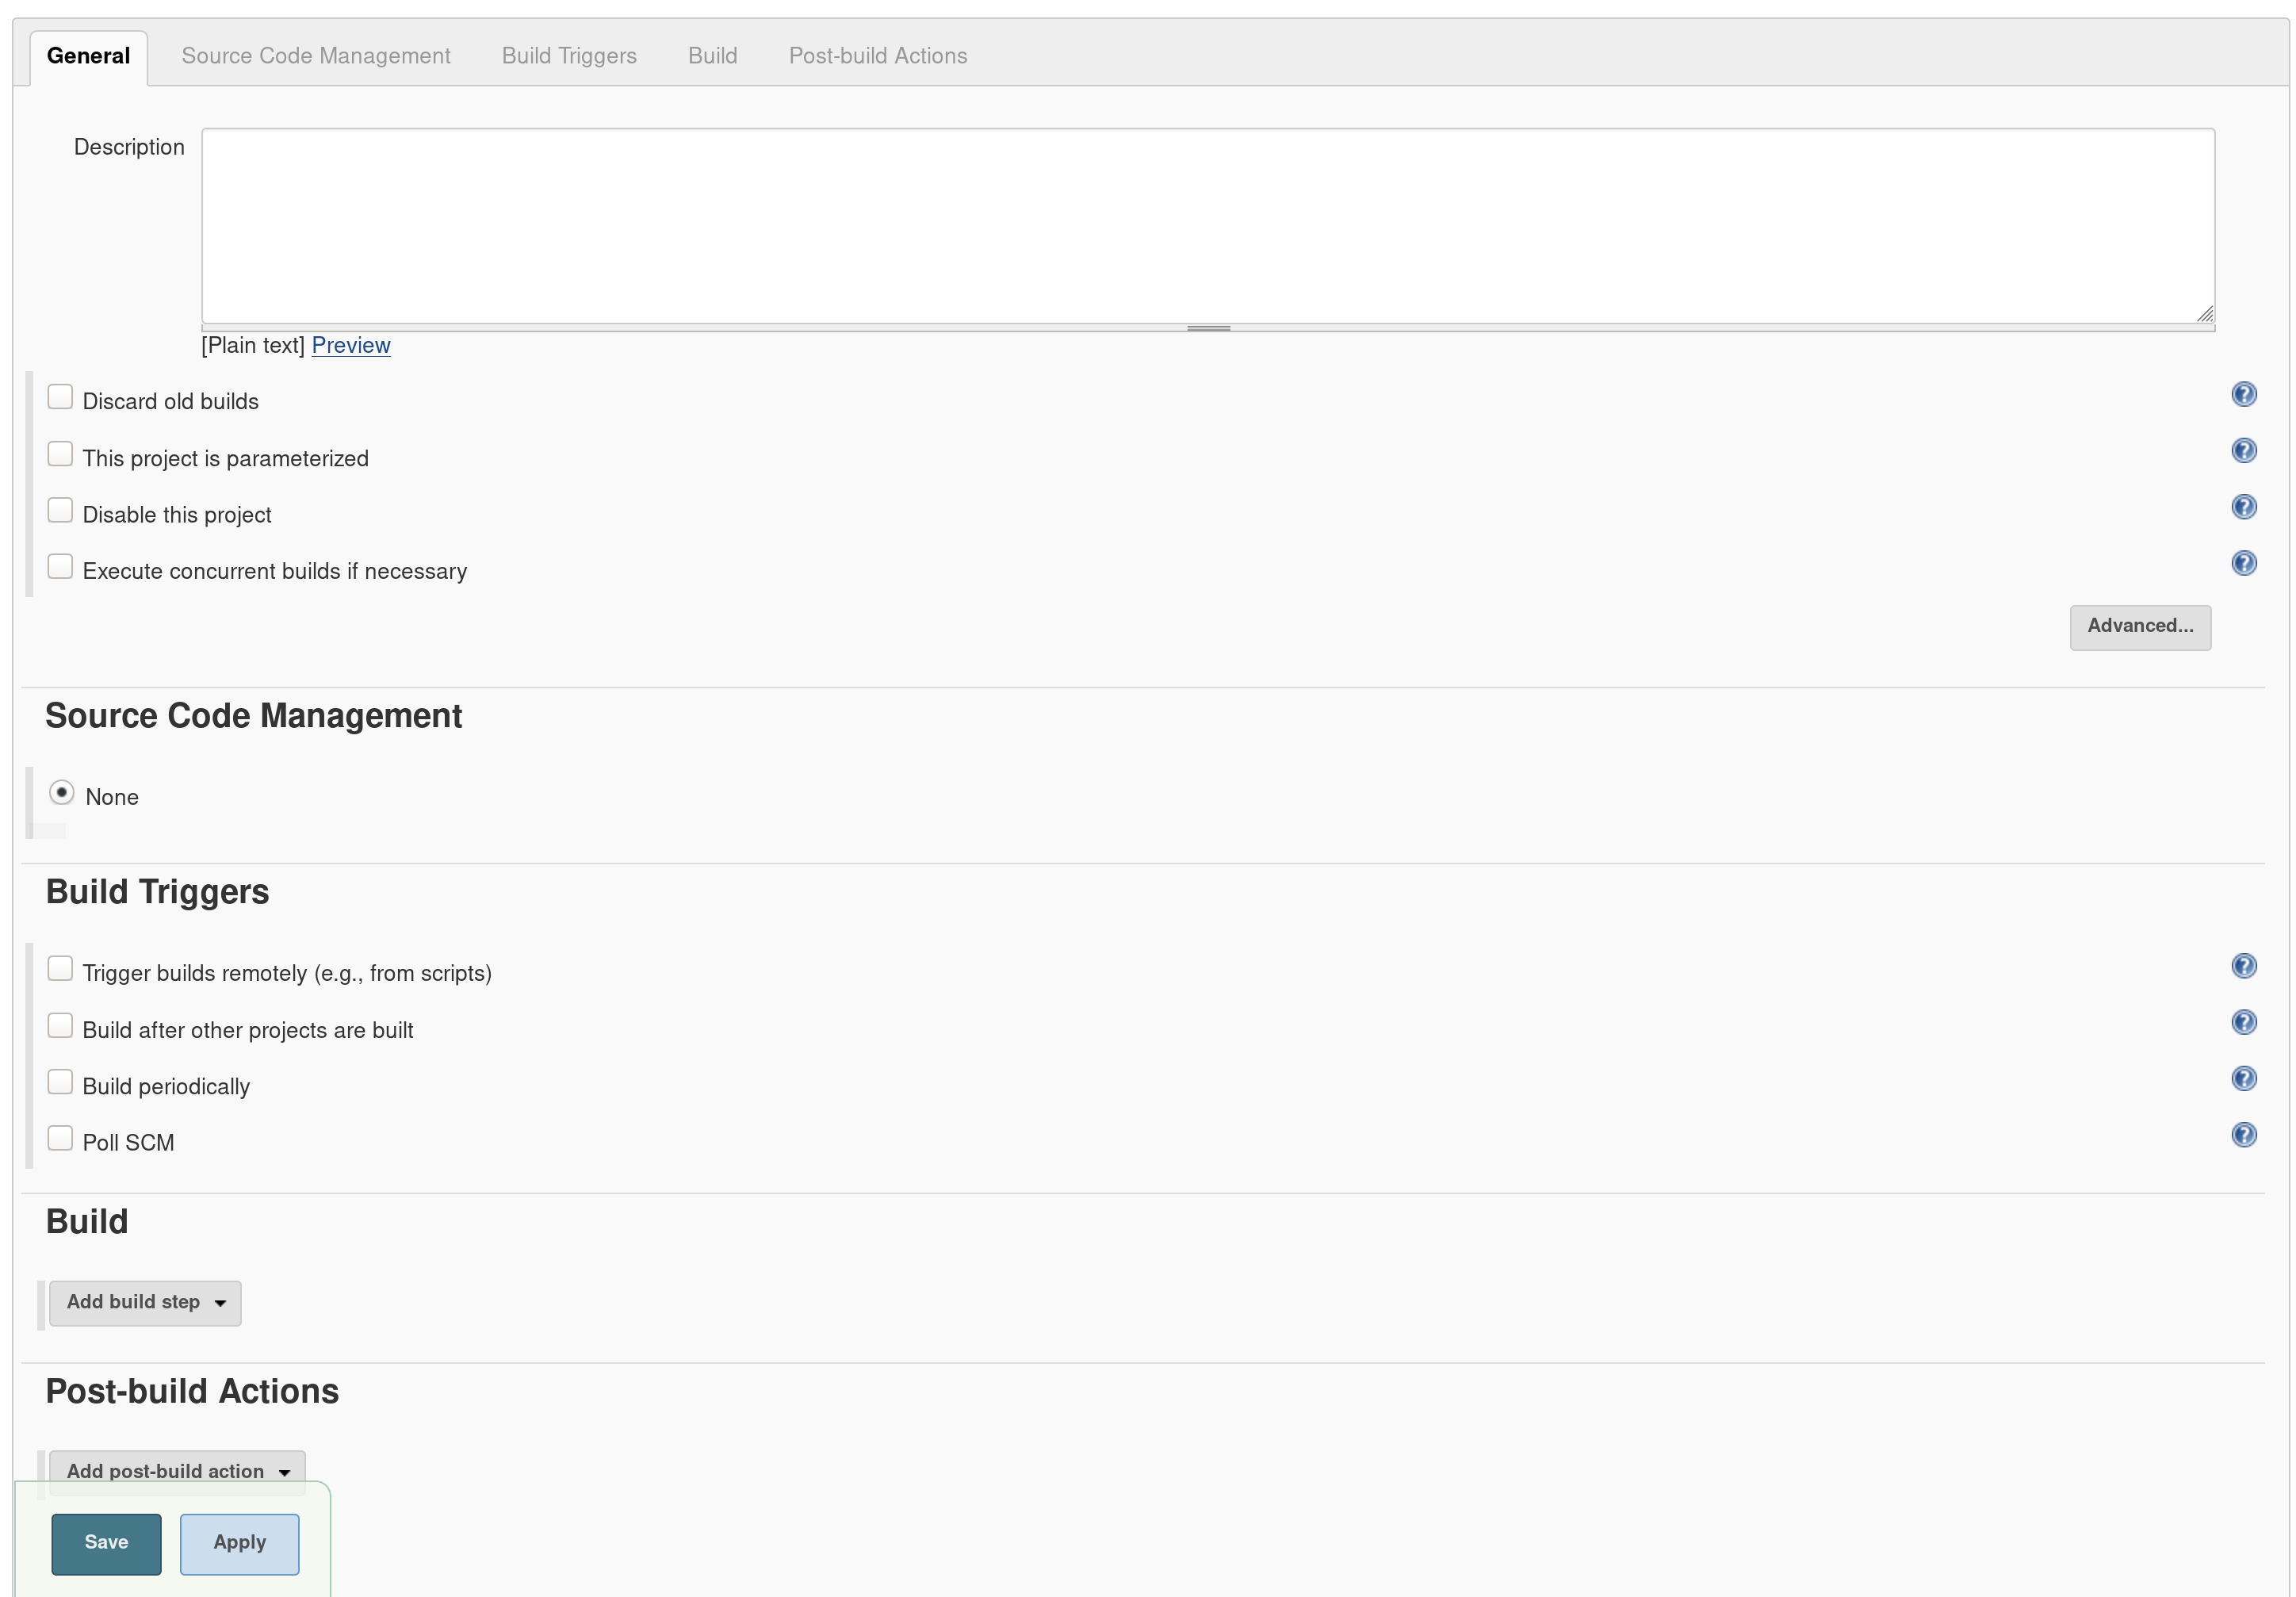 General Source Code Management Build Triggers Build Post-build Actions
Description
[Plain text] Preview
Discard old builds
This project is parameterized
Disable this project
Execute concurrent builds if necessary
Advanced...
Source Code Management
None
Build Triggers
Trigger builds remotely (e.g., from scripts)
Build after other projects are built
Build periodically
Poll SCM
Build
Add build step
Post-build Actions
Add post-build action
Save Apply